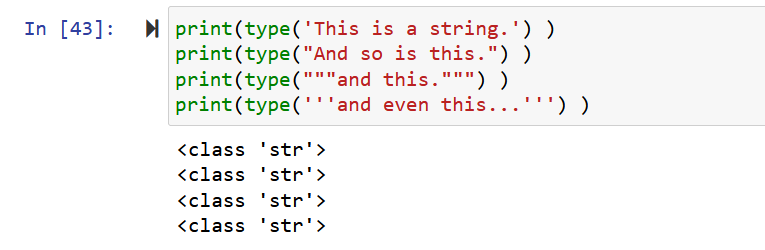 In [43]:
print(type('This is a string.') )
print(type("And so is this.") )
print(type("""and this.""") )
print(type('''and even this...''') )
<class 'str'>
<class 'str'>
<class 'str'>
<class 'str'>